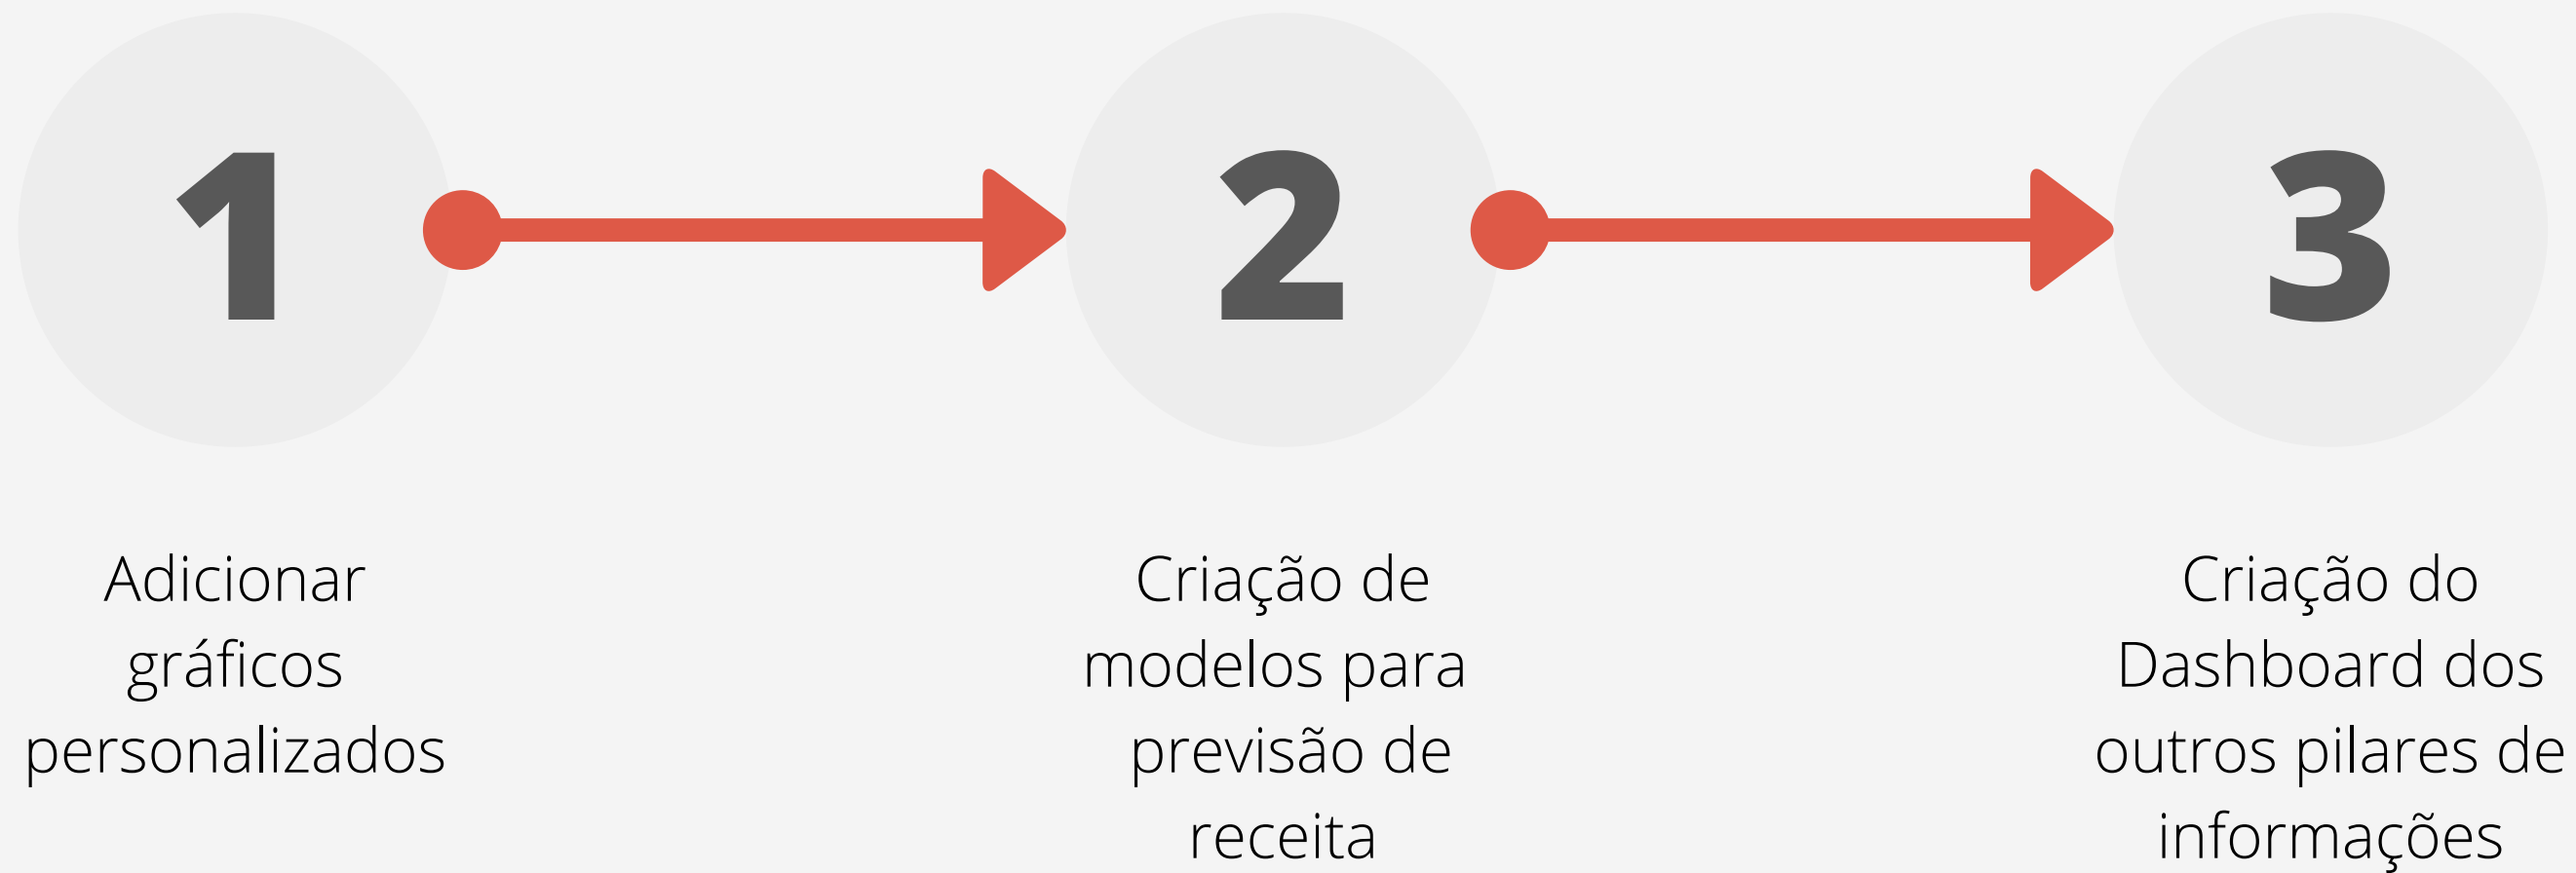 1
2
3
Adicionar
gráficos
personalizados
Criação de
modelos para
previsão de
receita
Criação do
Dashboard dos
outros pilares de
informações